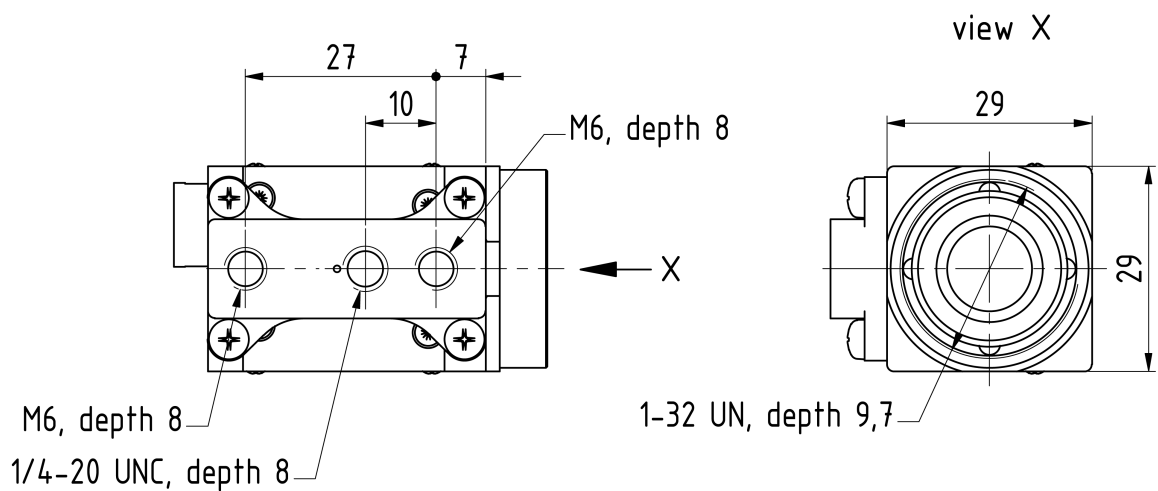 view X
27
7
10
M6, depth 8
29
X
29
M6, depth 8
1-32 UN, depth 9,7
1/4-20 UNC, depth 8